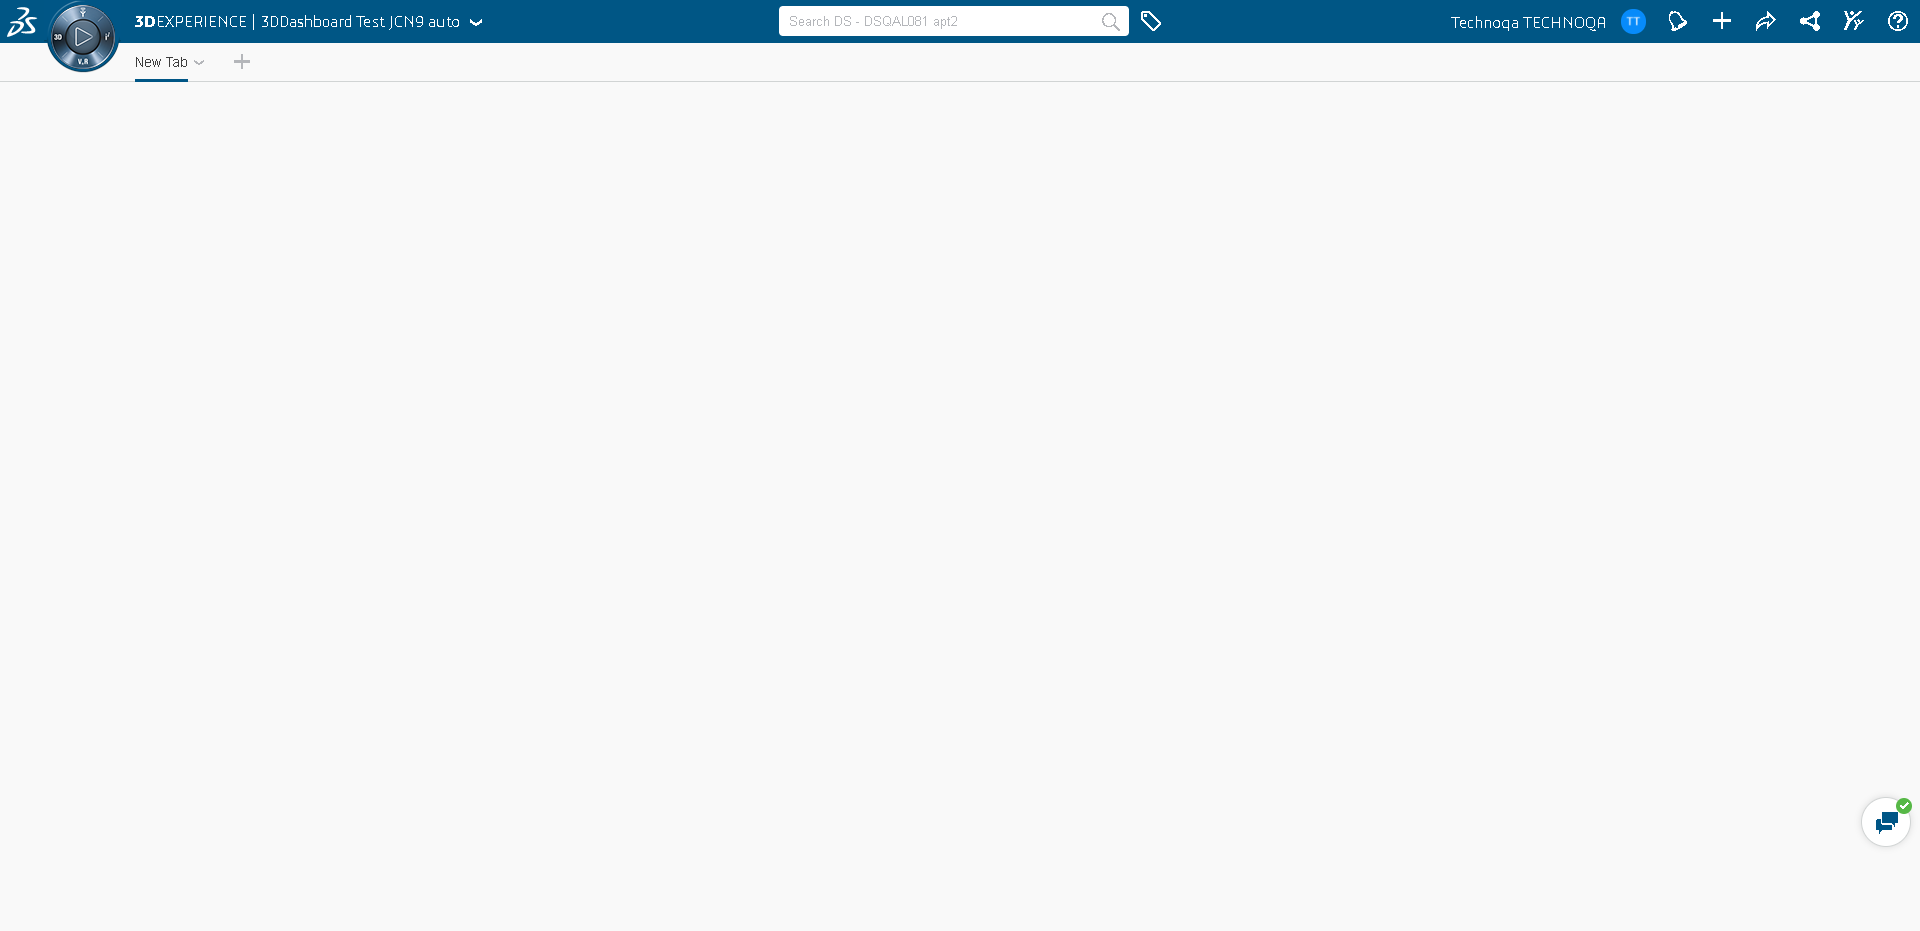 3DEXPERIENCE | 3DDashboard Test JCN9 auto
Search DS - DSQAL081 apt2
Technoqa TECHNOQA
TT
3D
V.R
New Tab